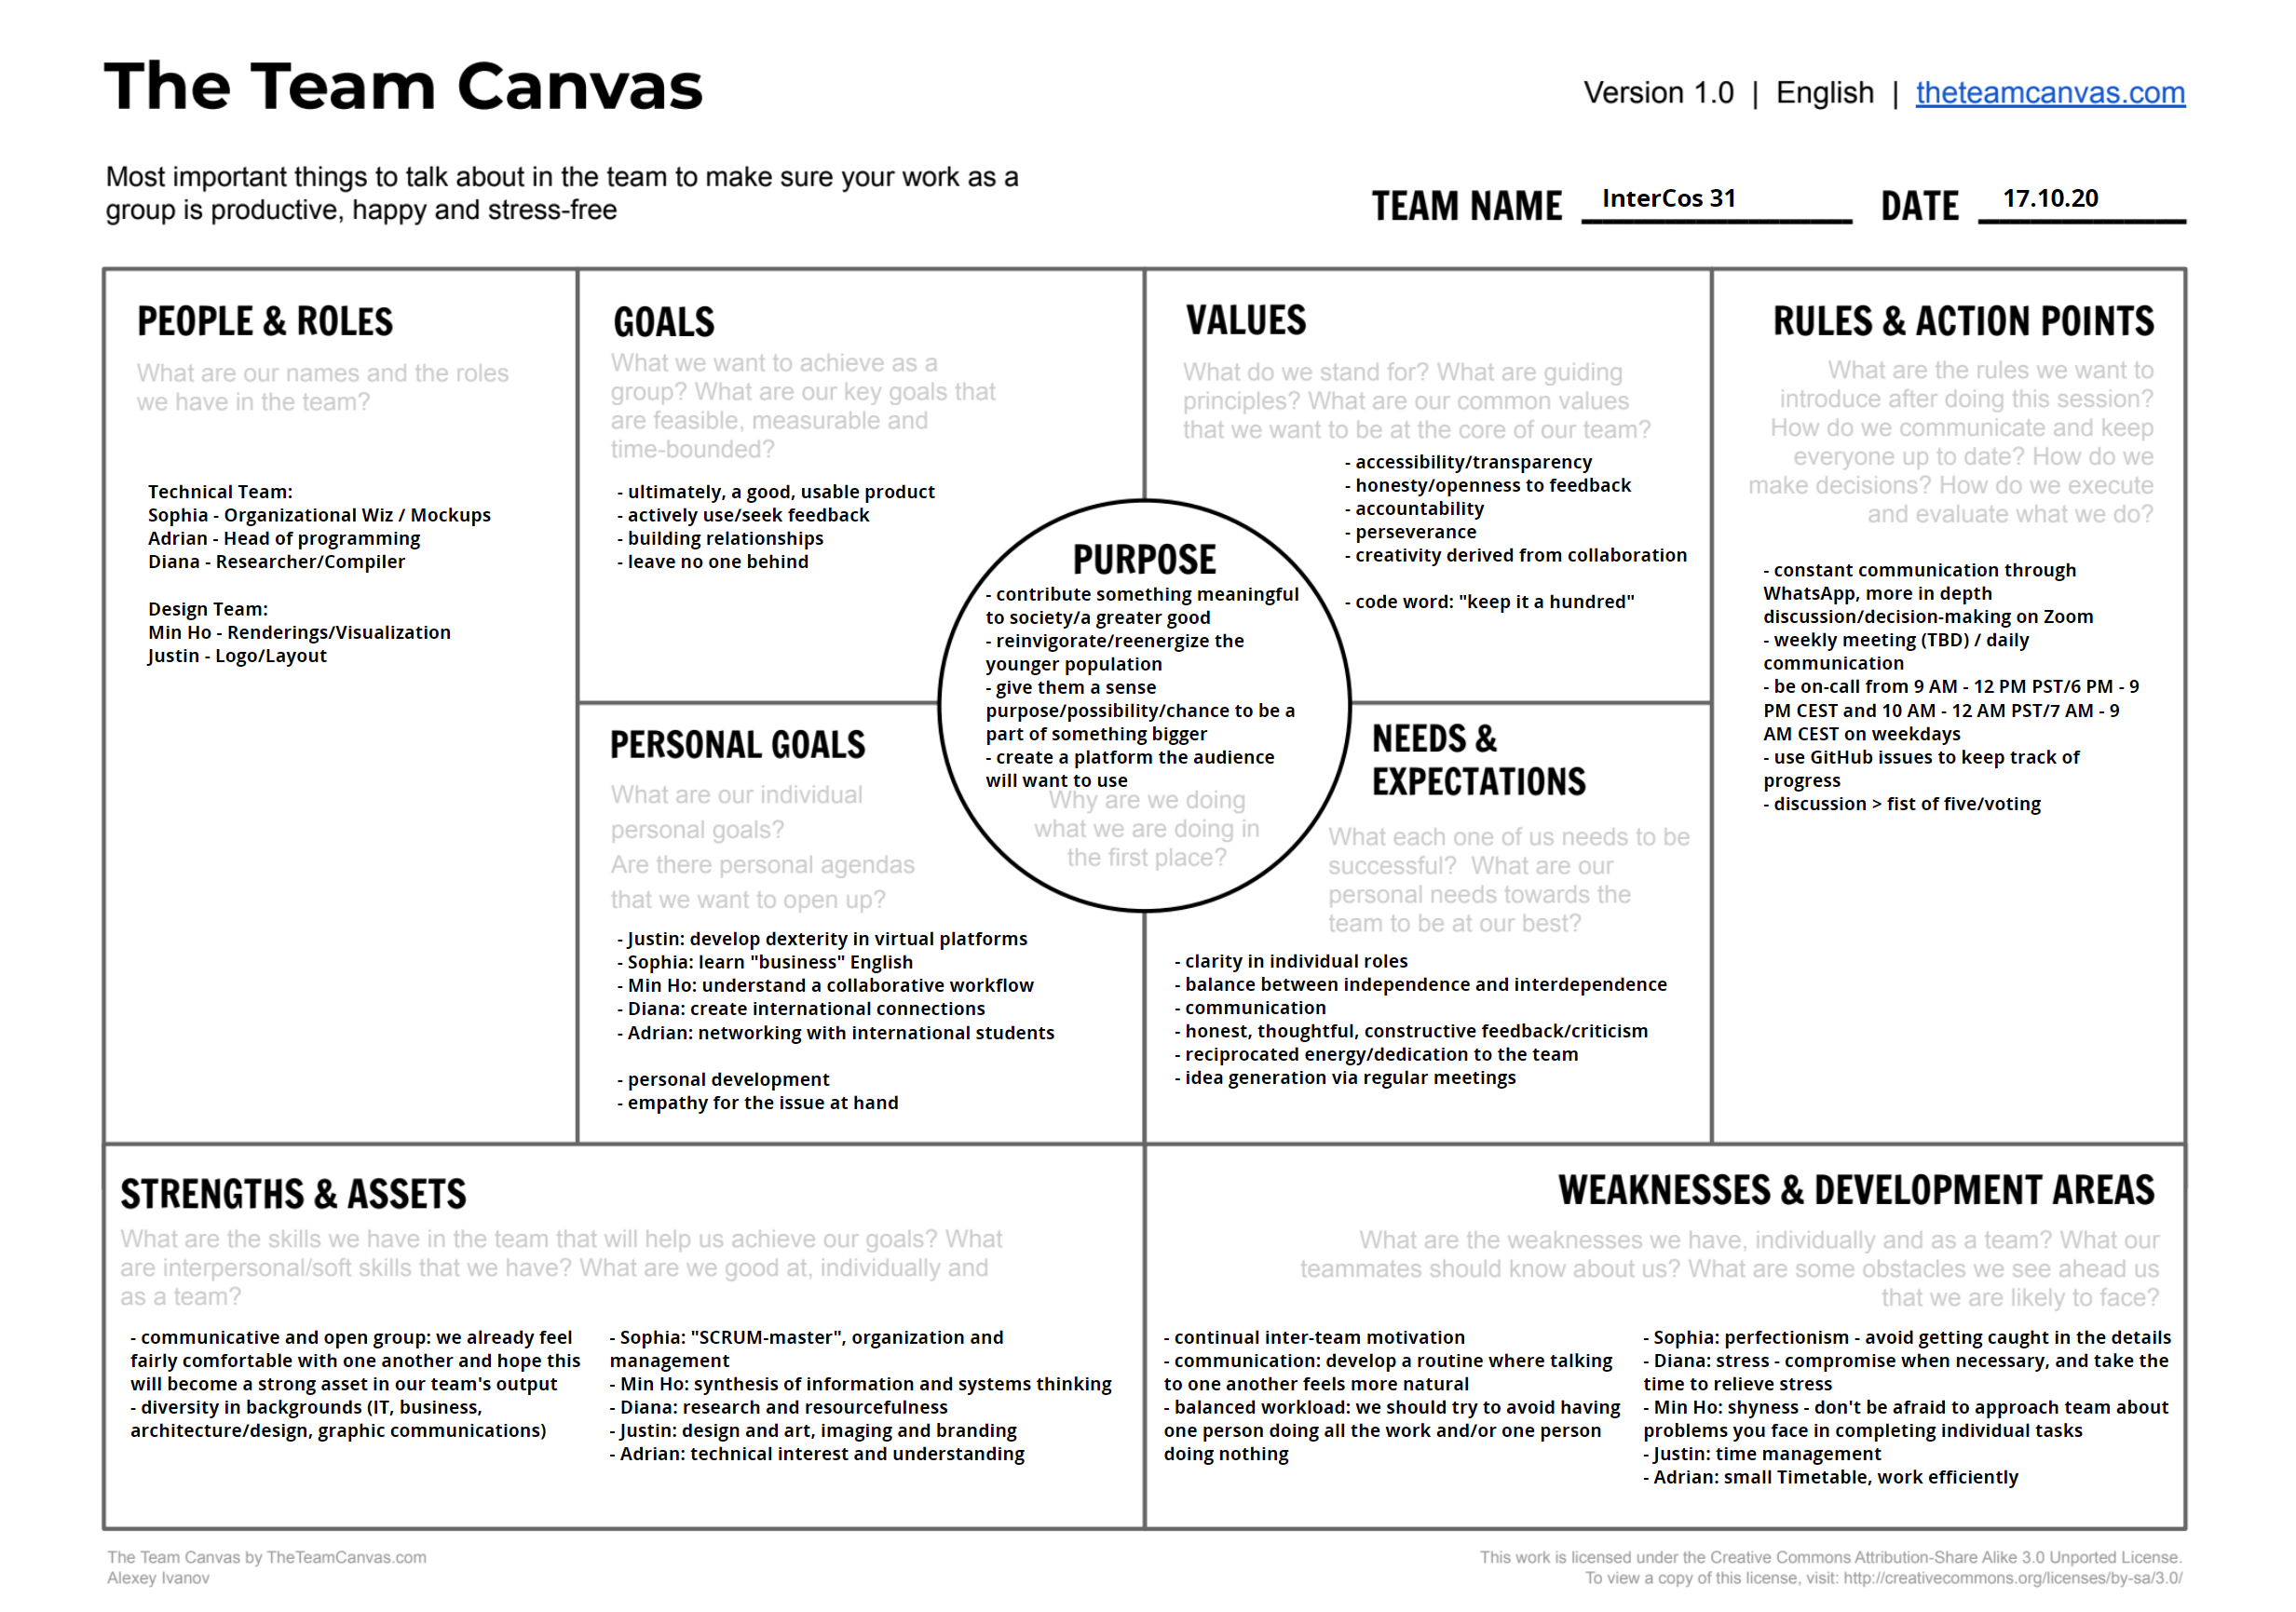 The Team Canvas
Version 1.0 | English | theteamcanvas.com
Most important things to talk about in the team to make sure your work as a
group is productive, happy and stress-free
TEAM NAME InterCos 31 DATE 17.10.20
PEOPLE & ROLES
What are our names and the roles
we have in the team?
Technical Team:
Sophia - Organizational Wiz / Mockups
Adrian - Head of programming
Diana - Researcher/Compiler
Design Team:
Min Ho - Renderings/Visualization
Justin - Logo/Layout
GOALS
What we want to achieve as a
group? What are our key goals that
are feasible, measurable and
time-bounded?
- ultimately, a good, usable product
- actively use/seek feedback
- building relationships
- leave no one behind
PURPOSE
- contribute something meaningful
to society/a greater good
- reinvigorate/reenergize the
younger population
- give them a sense
purpose/possibility/chance to be a
part of something bigger
- create a platform the audience
will want to use
Why are we doing
what we are doing in
the first place?
VALUES
What do we stand for? What are guiding
principles? What are our common values
that we want to be at the core of our team?
- accessibility/transparency
- honesty/openness to feedback
- accountability
- perseverance
- creativity derived from collaboration
- code word: "keep it a hundred"
RULES & ACTION POINTS
What are the rules we want to
introduce after doing this session?
How do we communicate and keep
everyone up to date? How do we
make decisions? How do we execute
and evaluate what we do?
- constant communication through
WhatsApp, more in depth
discussion/decision-making on Zoom
- weekly meeting (TBD) / daily
communication
- be on-call from 9 AM - 12 PM PST/6 PM - 9
PM CEST and 10 AM - 12 AM PST/7 AM - 9
AM CEST on weekdays
- use GitHub issues to keep track of
progress
- discussion > fist of five/voting
PERSONAL GOALS
What are our individual
personal goals?
Are there personal agendas
that we want to open up?
- Justin: develop dexterity in virtual platforms
- Sophia: learn "business" English
- Min Ho: understand a collaborative workflow
- Diana: create international connections
- Adrian: networking with international students
- personal development
- empathy for the issue at hand
NEEDS &
EXPECTATIONS
What each one of us needs to be
successful? What are our
personal needs towards the
team to be at our best?
- clarity in individual roles
- balance between independence and interdependence
- communication
- honest, thoughtful, constructive feedback/criticism
- reciprocated energy/dedication to the team
- idea generation via regular meetings
STRENGTHS & ASSETS
What are the skills we have in the team that will help us achieve our goals? What
are interpersonal/soft skills that we have? What are we good at, individually and
as a team?
- communicative and open group: we already feel
fairly comfortable with one another and hope this
will become a strong asset in our team's output
- diversity in backgrounds (IT, business,
architecture/design, graphic communications)
- Sophia: "SCRUM-master", organization and
management
- Min Ho: synthesis of information and systems thinking
- Diana: research and resourcefulness
- Justin: design and art, imaging and branding
- Adrian: technical interest and understanding
WEAKNESSES & DEVELOPMENT AREAS
What are the weaknesses we have, individually and as a team? What our
teammates should know about us? What are some obstacles we see ahead us
that we are likely to face?
- continual inter-team motivation
- communication: develop a routine where talking
to one another feels more natural
- balanced workload: we should try to avoid having
one person doing all the work and/or one person
doing nothing
- Sophia: perfectionism - avoid getting caught in the details
- Diana: stress - compromise when necessary, and take the
time to relieve stress
- Min Ho: shyness - don't be afraid to approach team about
problems you face in completing individual tasks
- Justin: time management
- Adrian: small Timetable, work efficiently
The Team Canvas by TheTeamCanvas.com
Alexey Ivanov
This work is licensed under the Creative Commons Attribution-Share Alike 3.0 Unported License.
To view a copy of this license, visit: http://creativecommons.org/licenses/by-sa/3.0/